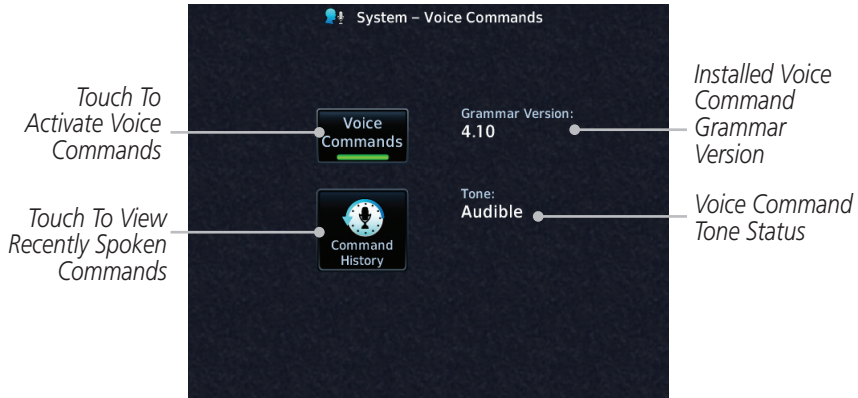 System – Voice Commands
Touch To
Activate Voice
Commands
Voice
Commands
Grammar Version:
4.10
Installed Voice
Command
Grammar
Version
Touch To View
Recently Spoken
Commands
Command
History
Tone:
Audible
Voice Command
Tone Status